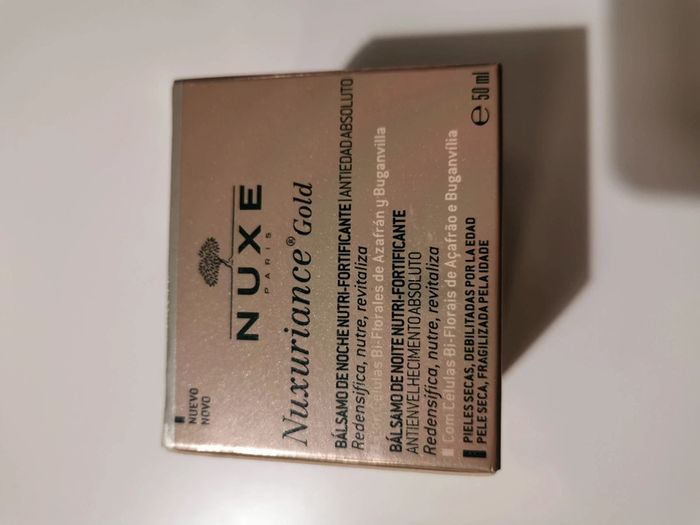 NUEVO
NOVO
NUXE
PARIS
Nuxuriance® Gold
BÁLSAMO DE NOCHE NUTRI-FORTIFICANTE | ANTIEDAD ABSOLUTO
Redensifica, nutre, revitaliza
Células Bi-Florales de Azafrán y Buganvilla
BÁLSAMO DE NOITE NUTRI-FORTIFICANTE
ANTIENVELHECIMENTO ABSOLUTO
Redensifica, nutre, revitaliza
Com Células Bi-Florais de Açafrão e Buganvília
PIELES SECAS, DEBILITADAS POR LA EDAD
PELE SECA, FRAGILIZADA PELA IDADE
e 50 ml